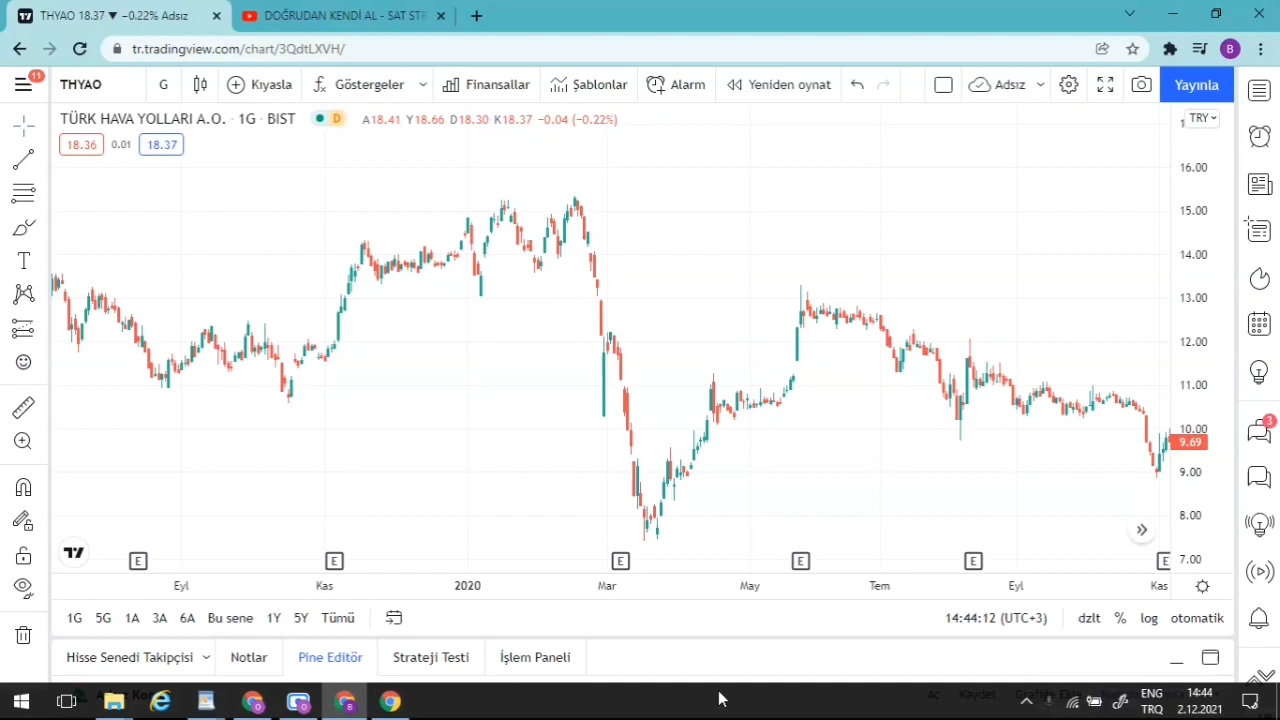 THYAO 18.37 ▼ −0.22% Adsız
DOĞRUDAN KENDİ AL - SAT STR
tr.tradingview.com/chart/3QdtLXVH/
B
11
THYAO G Kıyasla Göstergeler Finansallar Şablonlar Alarm Yeniden oynat Adsız Yayınla
TÜRK HAVA YOLLARI A.O. · 1G · BIST D A18.41 Y18.66 D18.30 K18.37 −0.04 (−0.22%)
TRY
18.36 0.01 18.37
16.00
15.00
14.00
13.00
12.00
11.00
10.00
9.69
9.00
8.00
7.00
3
E E E E E E
Eyl Kas 2020 Mar May Tem Eyl Kas
1G 5G 1A 3A 6A Bu sene 1Y 5Y Tümü 14:44:12 (UTC+3) dzlt % log otomatik
Hisse Senedi Takipçisi Notlar Pine Editör Strateji Testi İşlem Paneli
Aç Kaydet Grafiğe Ekle
ENG 14:44
TRQ 2.12.2021